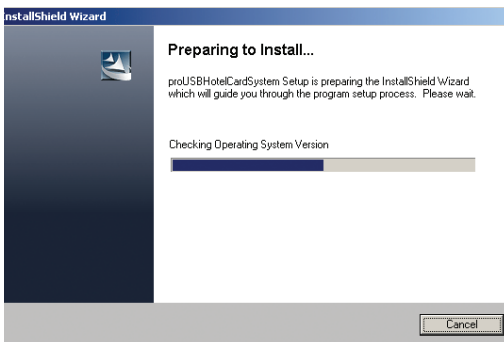 nstallShield Wizard
Preparing to Install...
proUSBHotelCardSystem Setup is preparing the InstallShield Wizard
which will guide you through the program setup process. Please wait.
Checking Operating System Version
Cancel